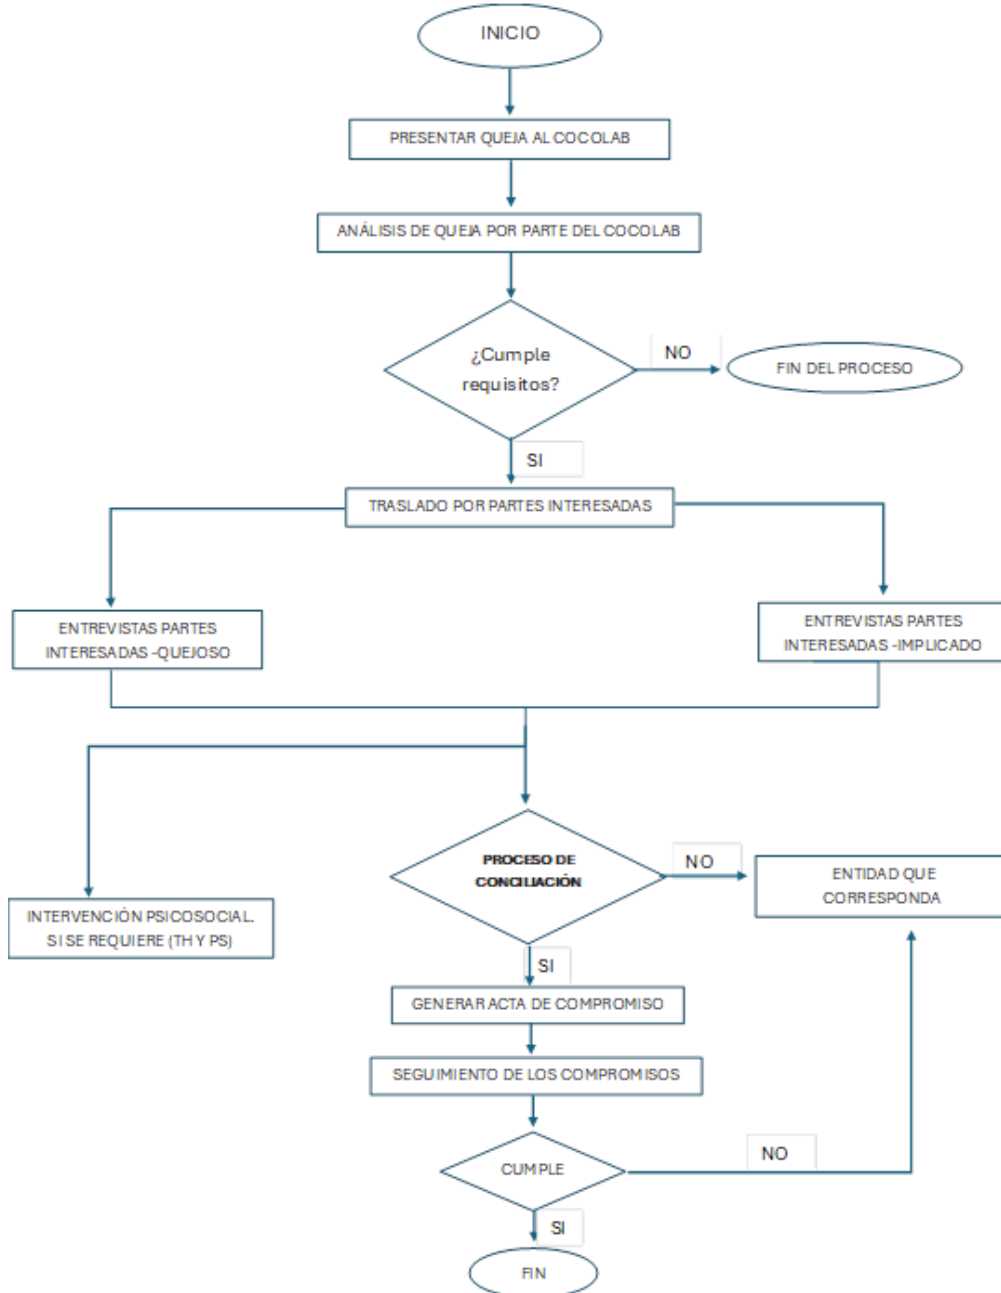 INICIO
PRESENTAR QUEJA AL COCOLAB
ANÁLISIS DE QUEJA POR PARTE DEL COCOLAB
¿Cumple
requisitos?
NO
FIN DEL PROCESO
SI
TRASLADO POR PARTES INTERESADAS
ENTREVISTAS PARTES
INTERESADAS -QUEJOSO
ENTREVISTAS PARTES
INTERESADAS -IMPLICADO
PROCESO DE
CONCILIACIÓN
NO
ENTIDAD QUE
CORRESPONDA
INTERVENCIÓN PSICOSOCIAL.
SI SE REQUIERE (TH Y PS)
SI
GENERAR ACTA DE COMPROMISO
SEGUIMIENTO DE LOS COMPROMISOS
CUMPLE
NO
SI
FIN